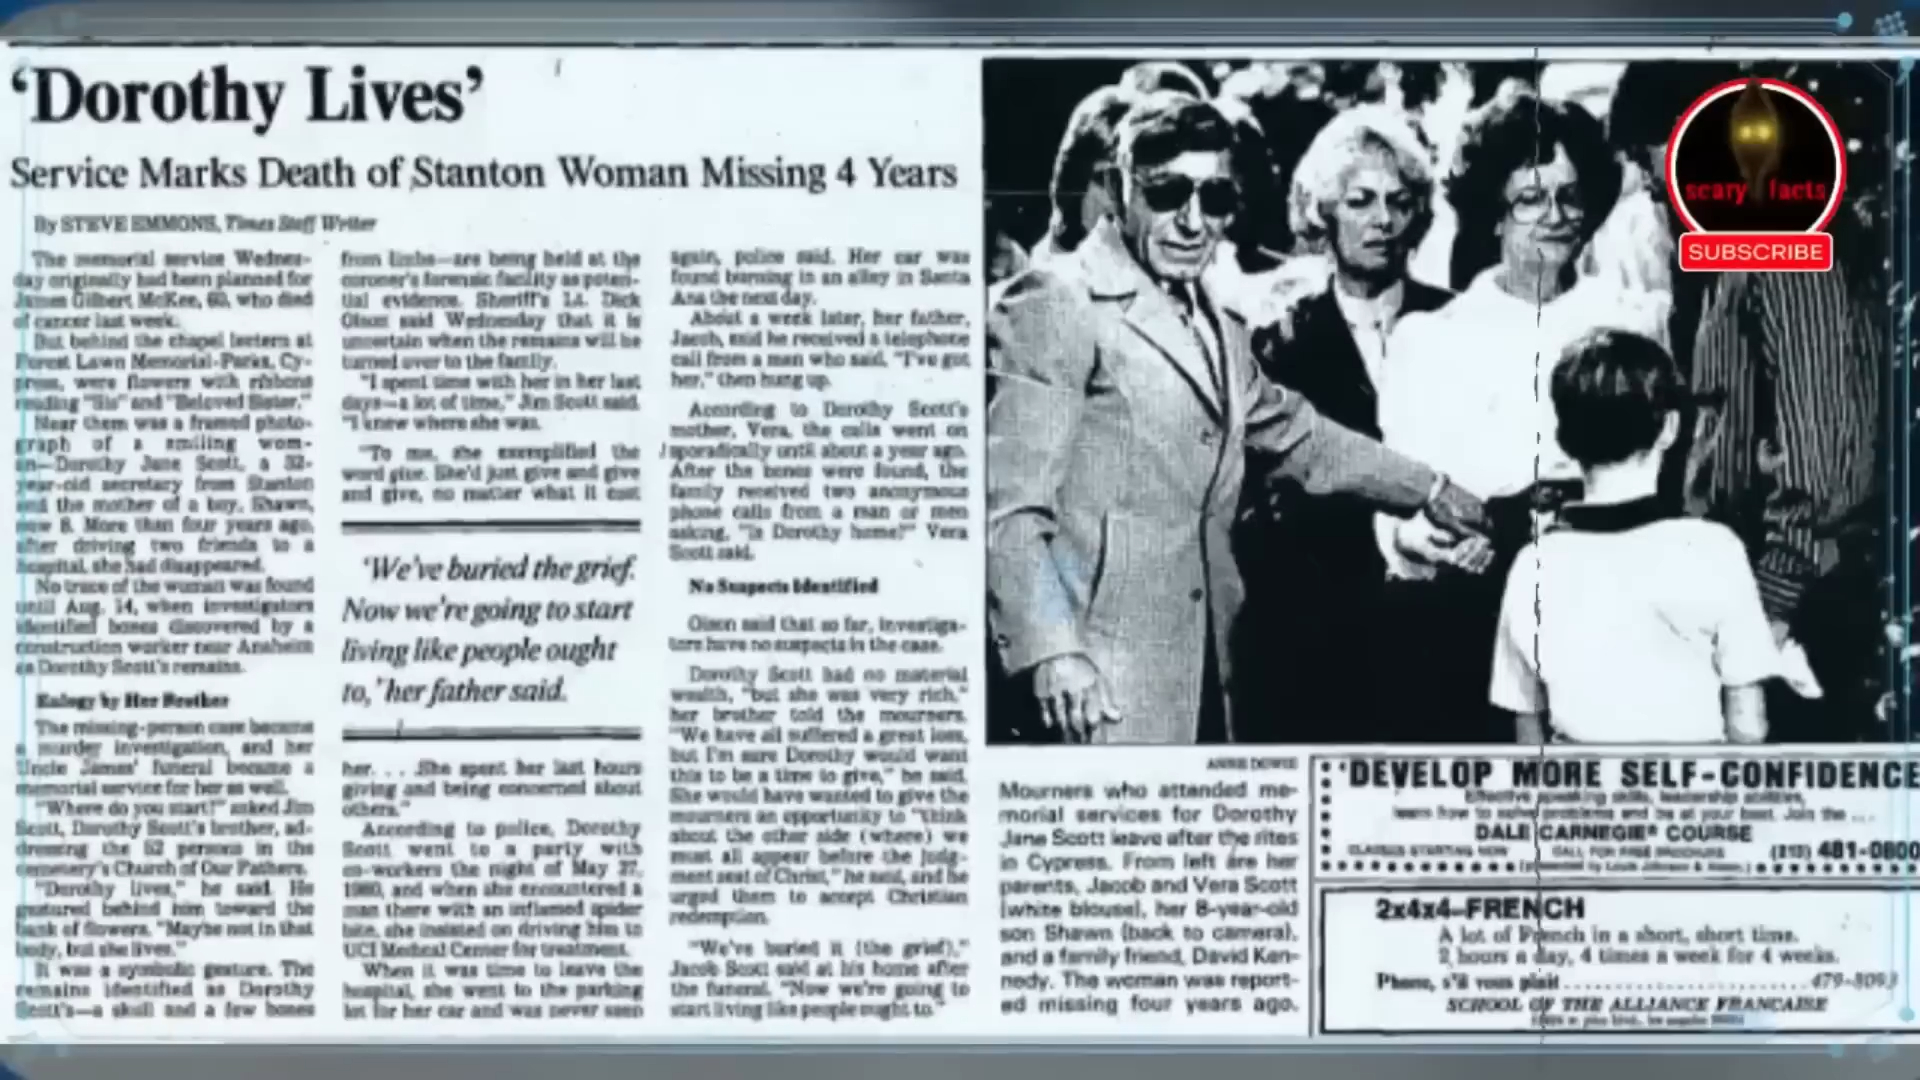 'Dorothy Lives'
Service Marks Death of Stanton Woman Missing 4 Years
By STEVE EMMONS, Times Staff Writer
The memorial service Wednes-
day originally had been planned for
James Gilbert McKee, 60, who died
of cancer last week.
But behind the chapel lectern at
Forest Lawn Memorial-Parks, Cy-
press, were flowers with ribbons
reading "Sis" and "Beloved Sister."
Near them was a framed photo-
graph of a smiling wom-
an—Dorothy Jane Scott, a 32-
year-old secretary from Stanton
and the mother of a boy, Shawn,
now 8. More than four years ago,
after driving two friends to a
hospital, she had disappeared.
No trace of the woman was found
until Aug. 14, when investigators
identified bones discovered by a
construction worker near Anaheim
as Dorothy Scott's remains.
Eulogy by Her Brother
The missing-person case became
a murder investigation, and her
Uncle James' funeral became a
memorial service for her as well.
"Where do you start?" asked Jim
Scott, Dorothy Scott's brother, ad-
dressing the 52 persons in the
cemetery's Church of Our Fathers.
"Dorothy lives," he said. He
gestured behind him toward the
bank of flowers. "Maybe not in that
body, but she lives."
It was a symbolic gesture. The
remains identified as Dorothy
Scott's—a skull and a few bones
from limbs—are being held at the
coroner's forensic facility as poten-
tial evidence. Sheriff's Lt. Dick
Olson said Wednesday that it is
uncertain when the remains will be
turned over to the family.
"I spent time with her in her last
days—a lot of time," Jim Scott said.
"I knew where she was.
"To me, she exemplified the
word give. She'd just give and give
and give, no matter what it cost
'We've buried the grief.
Now we're going to start
living like people ought
to,' her father said.
her. . . She spent her last hours
giving and being concerned about
others."
According to police, Dorothy
Scott went to a party with
co-workers the night of May 27,
1980, and when she encountered a
man there with an inflamed spider
bite, she insisted on driving him to
UCI Medical Center for treatment.
When it was time to leave the
hospital, she went to the parking
lot for her car and was never seen
again, police said. Her car was
found burning in an alley in Santa
Ana the next day.
About a week later, her father,
Jacob, said he received a telephone
call from a man who said, "I've got
her," then hung up.
According to Dorothy Scott's
mother, Vera, the calls went on
sporadically until about a year ago.
After the bones were found, the
family received two anonymous
phone calls from a man or men
asking, "Is Dorothy home?" Vera
Scott said.
No Suspects Identified
Olson said that so far, investiga-
tors have no suspects in the case.
Dorothy Scott had no material
wealth, "but she was very rich,"
her brother told the mourners.
"We have all suffered a great loss,
but I'm sure Dorothy would want
this to be a time to give," he said.
She would have wanted to give the
mourners an opportunity to "think
about the other side (where) we
must all appear before the judg-
ment seat of Christ," he said, and he
urged them to accept Christian
redemption.
"We've buried it (the grief),"
Jacob Scott said at his home after
the funeral. "Now we're going to
start living like people ought to."
scary facts
SUBSCRIBE
Mourners who attended me-
morial services for Dorothy
Jane Scott leave after the rites
in Cypress. From left are her
parents, Jacob and Vera Scott
(white blouse), her 8-year-old
son Shawn (back to camera),
and a family friend, David Ken-
nedy. The woman was report-
ed missing four years ago.
'DEVELOP MORE SELF-CONFIDENCE
Effective speaking skills, leadership abilities,
learn how to solve problems and be at your best. Join the ...
DALE CARNEGIE® COURSE
CLASSES STARTING NOW CALL FOR FREE BROCHURE (213) 481-0800
2x4x4-FRENCH
A lot of French in a short, short time.
2 hours a day, 4 times a week for 4 weeks.
Phone, s'il vous plait ............ 479-8093
SCHOOL OF THE ALLIANCE FRANCAISE